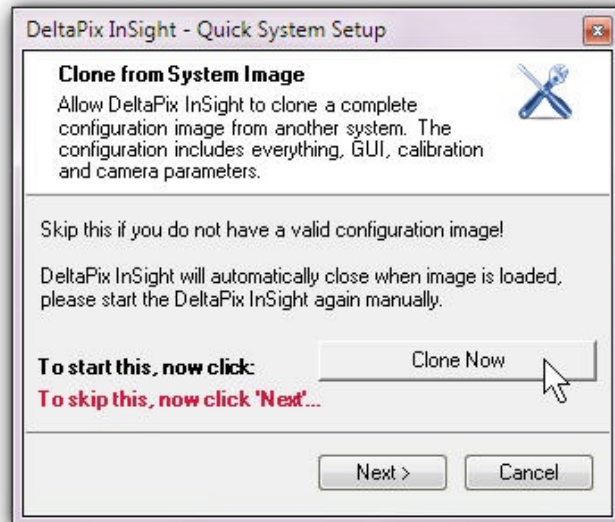 DeltaPix InSight - Quick System Setup
Clone from System Image
Allow DeltaPix InSight to clone a complete
configuration image from another system. The
configuration includes everything, GUI, calibration
and camera parameters.
Skip this if you do not have a valid configuration image!
DeltaPix InSight will automatically close when image is loaded,
please start the DeltaPix InSight again manually.
To start this, now click:
Clone Now
To skip this, now click 'Next'...
Next >
Cancel